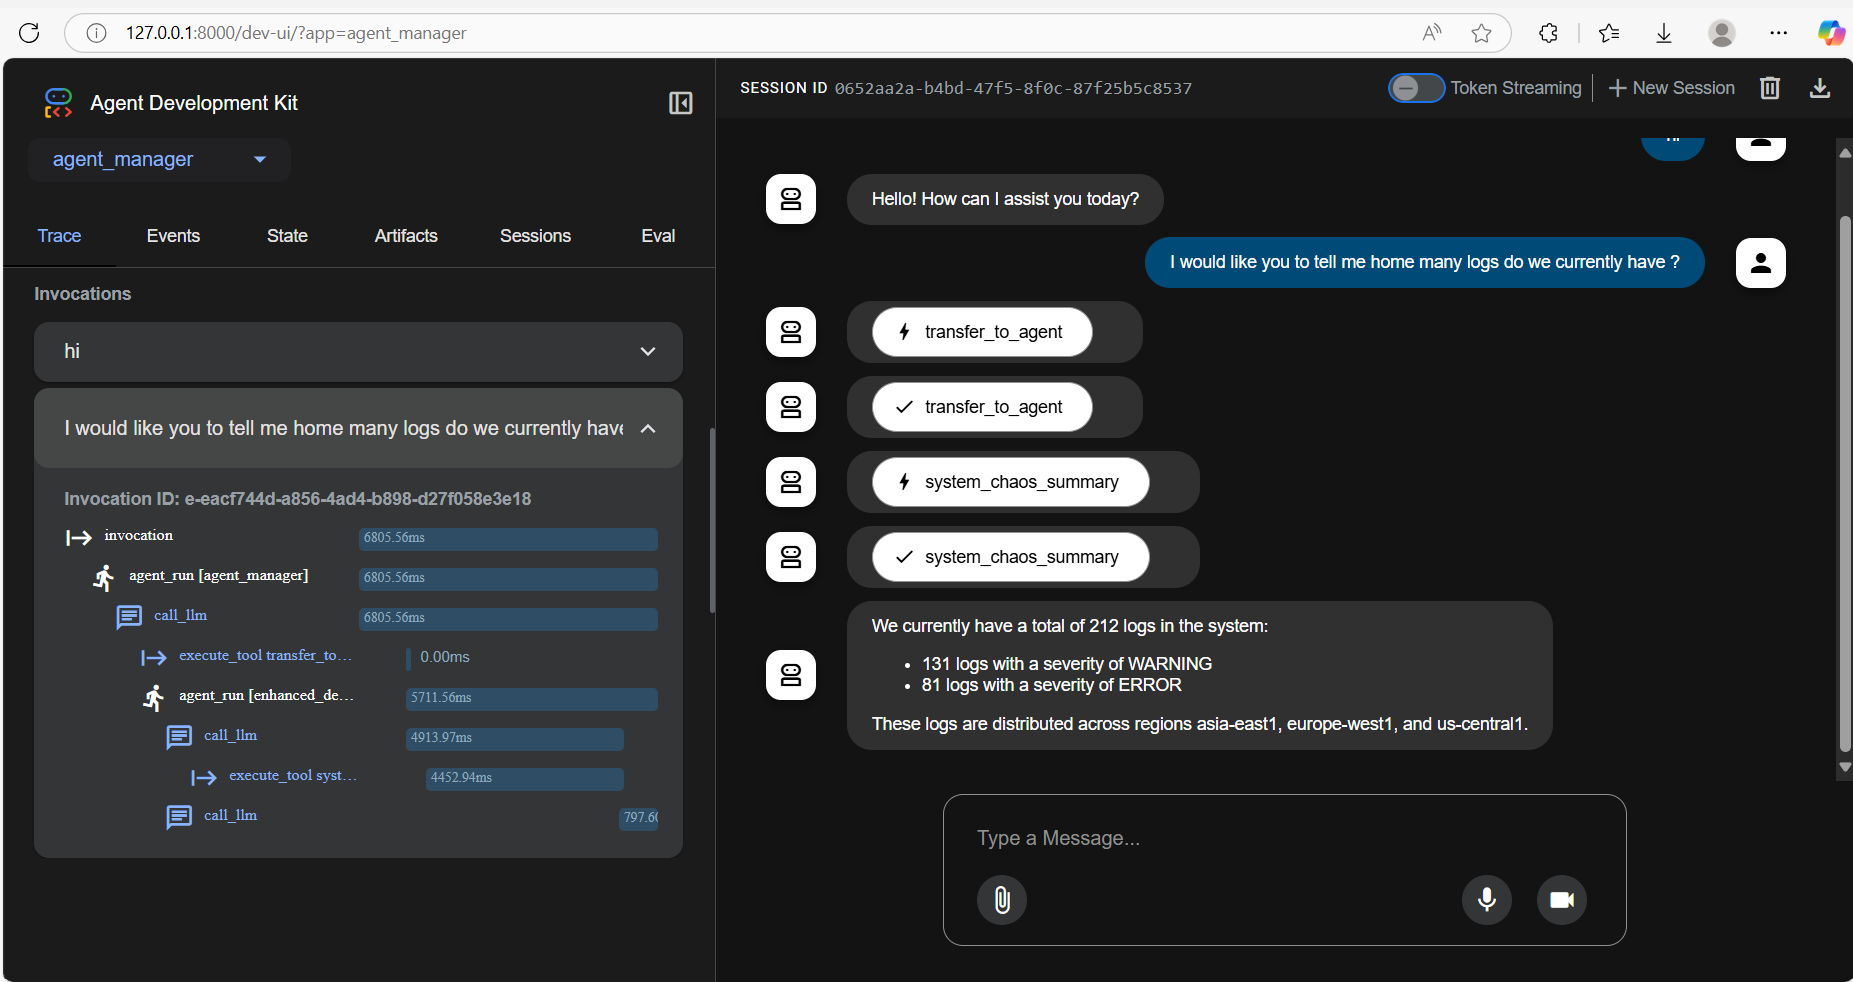 127.0.0.1:8000/dev-ui/?app=agent_manager
Agent Development Kit
agent_manager
Trace Events State Artifacts Sessions Eval
Invocations
hi
I would like you to tell me home many logs do we currently have
Invocation ID: e-eacf744d-a856-4ad4-b898-d27f058e3e18
invocation 6805.56ms
agent_run [agent_manager] 6805.56ms
call_llm 6805.56ms
execute_tool transfer_to… 0.00ms
agent_run [enhanced_de… 5711.56ms
call_llm 4913.97ms
execute_tool syst… 4452.94ms
call_llm 797.60
SESSION ID 0652aa2a-b4bd-47f5-8f0c-87f25b5c8537 Token Streaming New Session
hi
Hello! How can I assist you today?
I would like you to tell me home many logs do we currently have ?
transfer_to_agent
transfer_to_agent
system_chaos_summary
system_chaos_summary
We currently have a total of 212 logs in the system:
• 131 logs with a severity of WARNING
• 81 logs with a severity of ERROR
These logs are distributed across regions asia-east1, europe-west1, and us-central1.
Type a Message...